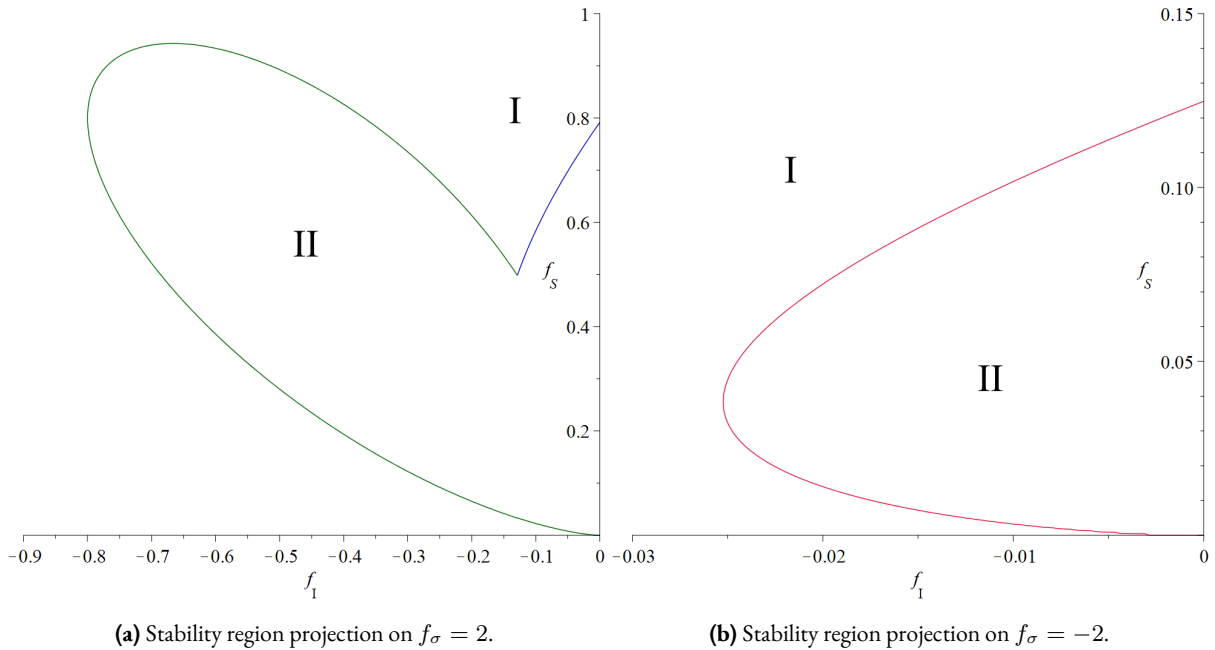 1
I
0.8
0.6
II
f_S
0.4
0.2
−0.9 −0.8 −0.7 −0.6 −0.5 −0.4 −0.3 −0.2 −0.1 0
f_I
(a) Stability region projection on f_σ = 2.
0.15
I
0.10
f_S
0.05
II
−0.03 −0.02 −0.01 0
f_I
(b) Stability region projection on f_σ = −2.